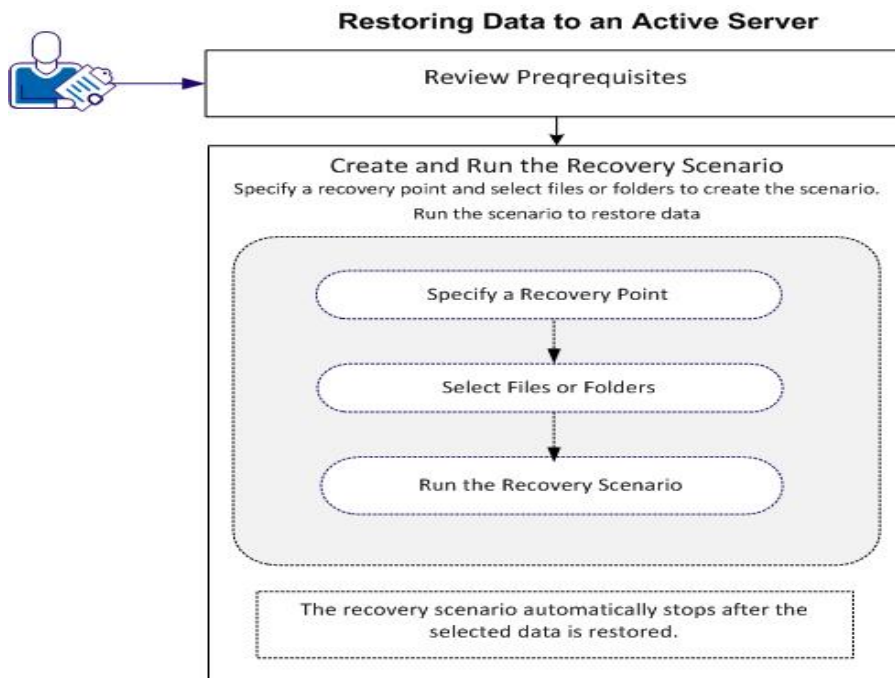 Restoring Data to an Active Server
Review Preqrequisites
Create and Run the Recovery Scenario
Specify a recovery point and select files or folders to create the scenario.
Run the scenario to restore data
Specify a Recovery Point
Select Files or Folders
Run the Recovery Scenario
The recovery scenario automatically stops after the
selected data is restored.